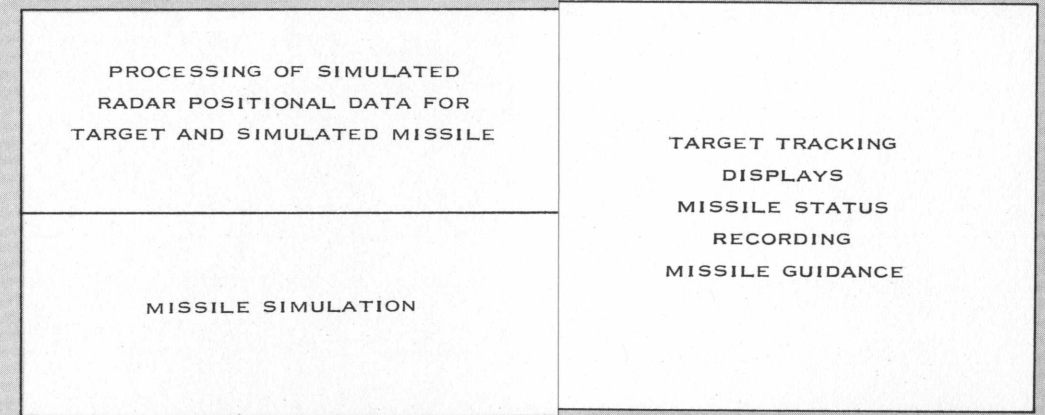 PROCESSING OF SIMULATED
RADAR POSITIONAL DATA FOR
TARGET AND SIMULATED MISSILE
MISSILE SIMULATION
TARGET TRACKING
DISPLAYS
MISSILE STATUS
RECORDING
MISSILE GUIDANCE